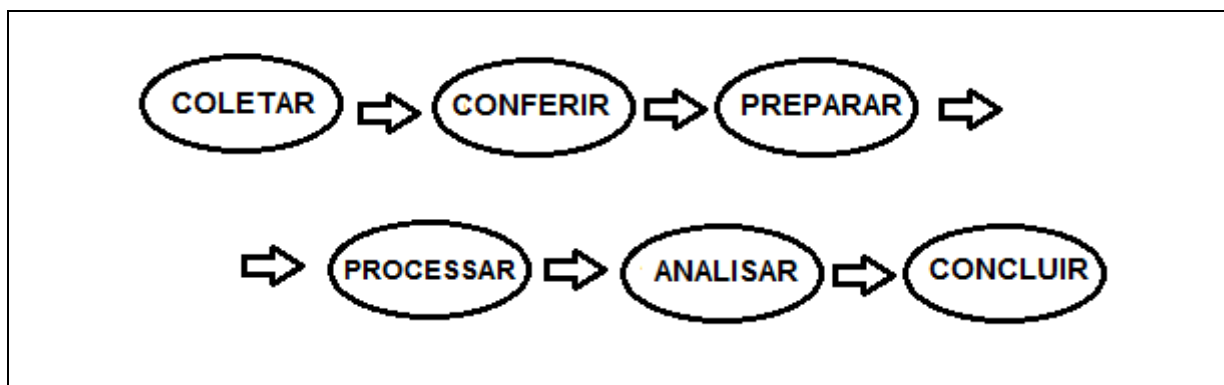 COLETAR CONFERIR PREPARAR
PROCESSAR ANALISAR CONCLUIR